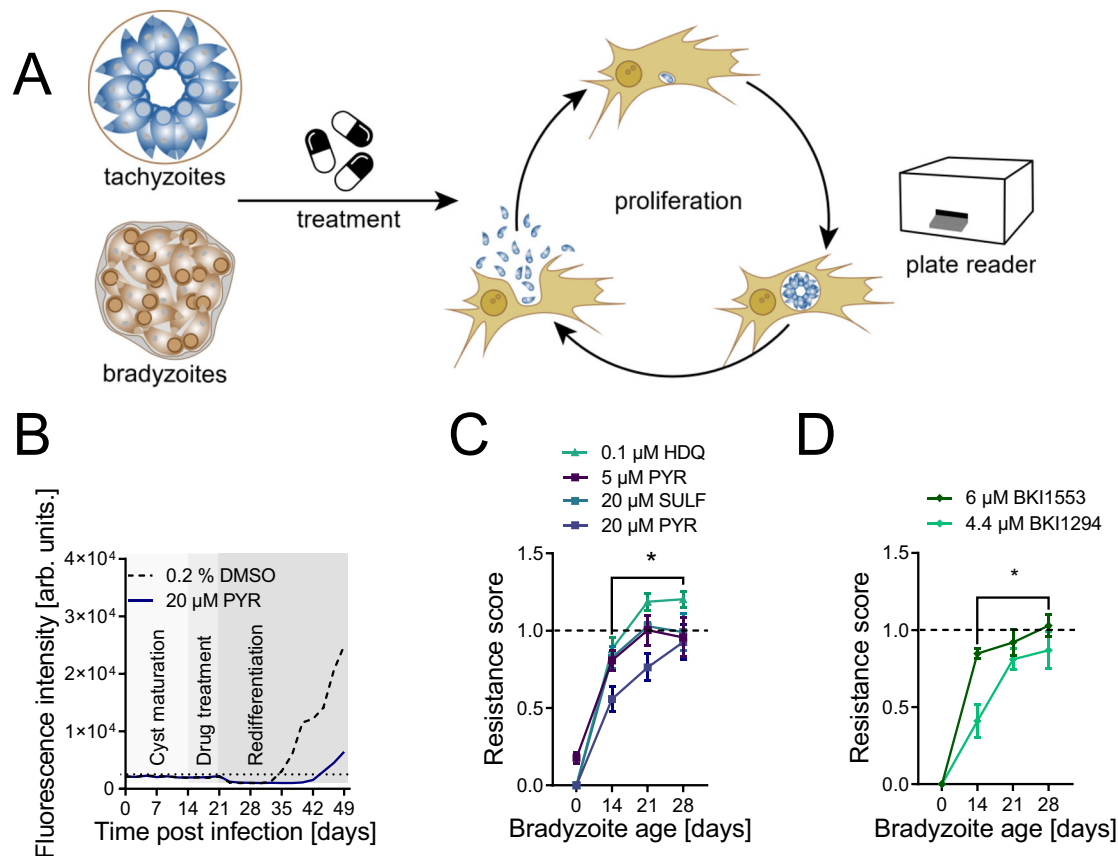 A
tachyzoites
bradyzoites
treatment
proliferation
plate reader
B
Fluorescence intensity [arb. units.]
4×10⁴
3×10⁴
2×10⁴
1×10⁴
0
0.2 % DMSO
20 µM PYR
Cyst maturation
Drug treatment
Redifferentiation
0 7 14 21 28 35 42 49
Time post infection [days]
C
0.1 µM HDQ
5 µM PYR
20 µM SULF
20 µM PYR
Resistance score
1.5
1.0
0.5
0.0
*
0 14 21 28
Bradyzoite age [days]
D
6 µM BKI1553
4.4 µM BKI1294
Resistance score
1.5
1.0
0.5
0.0
*
0 14 21 28
Bradyzoite age [days]